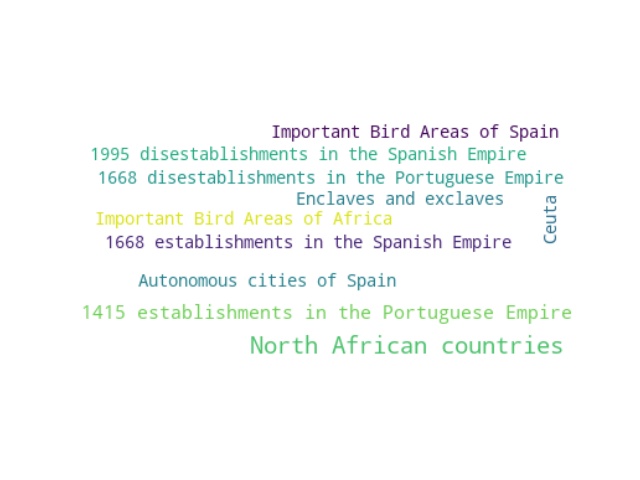 Important Bird Areas of Spain
1995 disestablishments in the Spanish Empire
1668 disestablishments in the Portuguese Empire
Enclaves and exclaves
Ceuta
Important Bird Areas of Africa
1668 establishments in the Spanish Empire
Autonomous cities of Spain
1415 establishments in the Portuguese Empire
North African countries